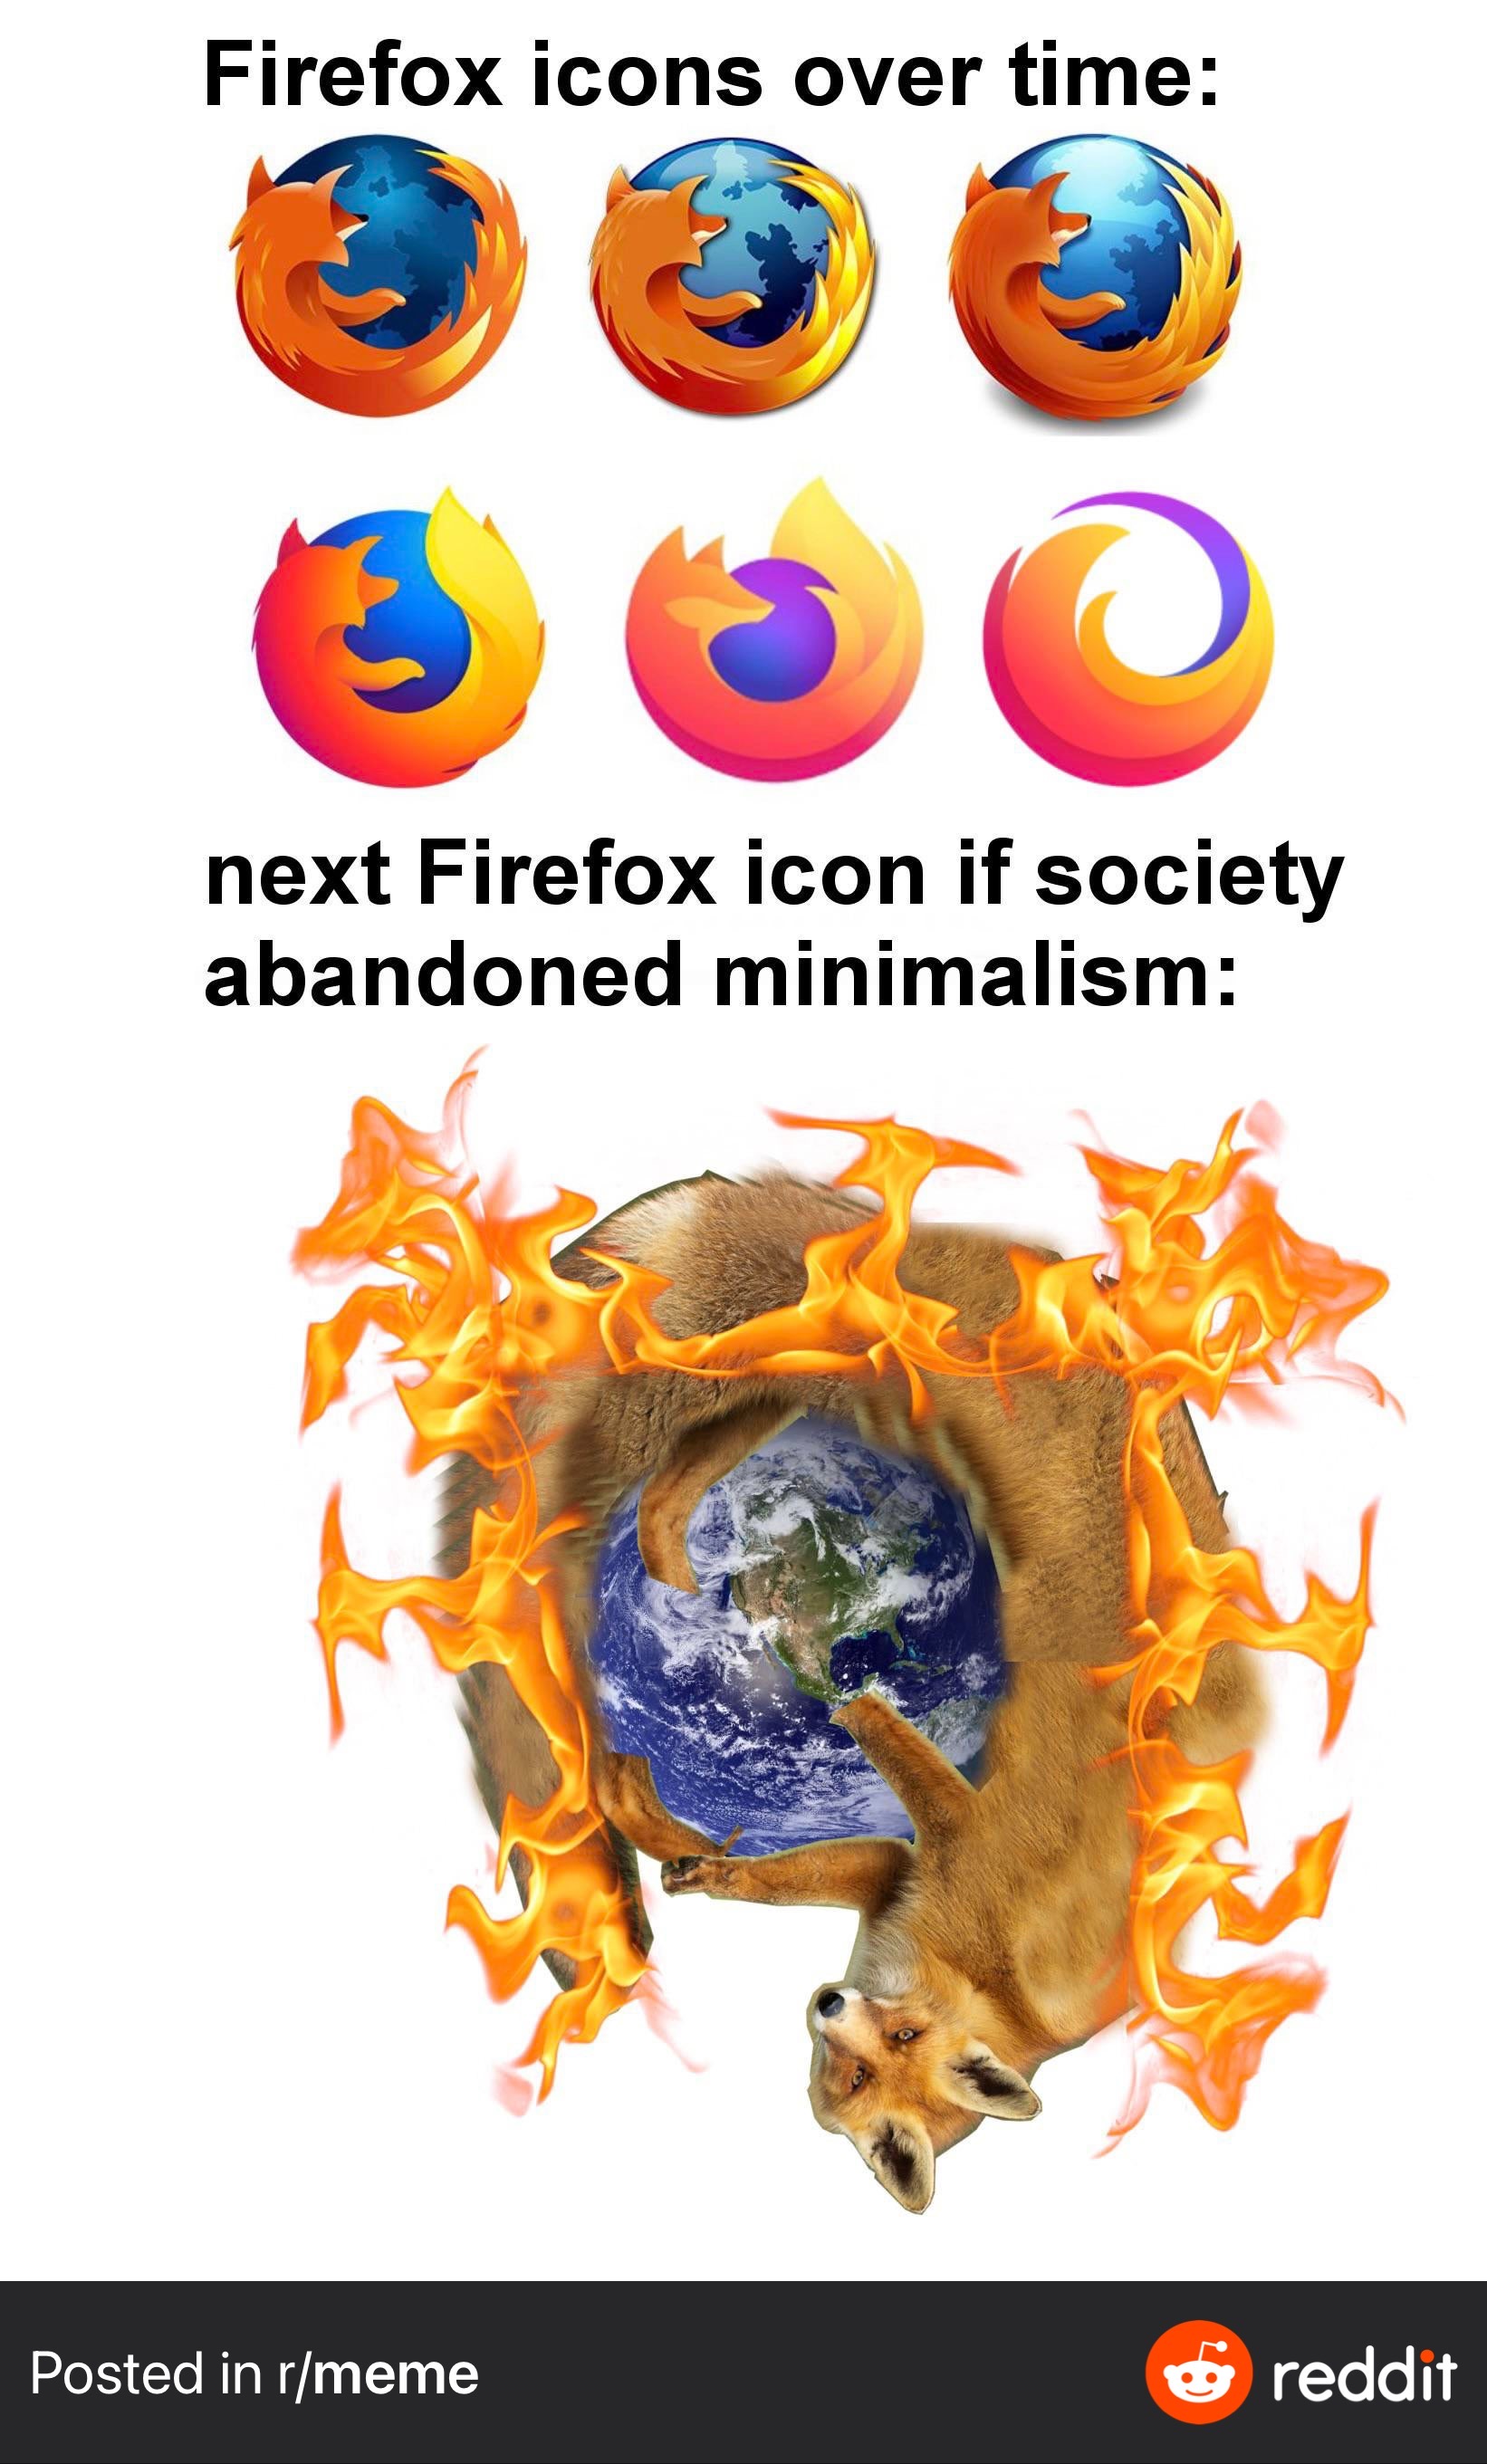 Firefox icons over time:
next Firefox icon if society
abandoned minimalism:
Posted in r/meme
reddit